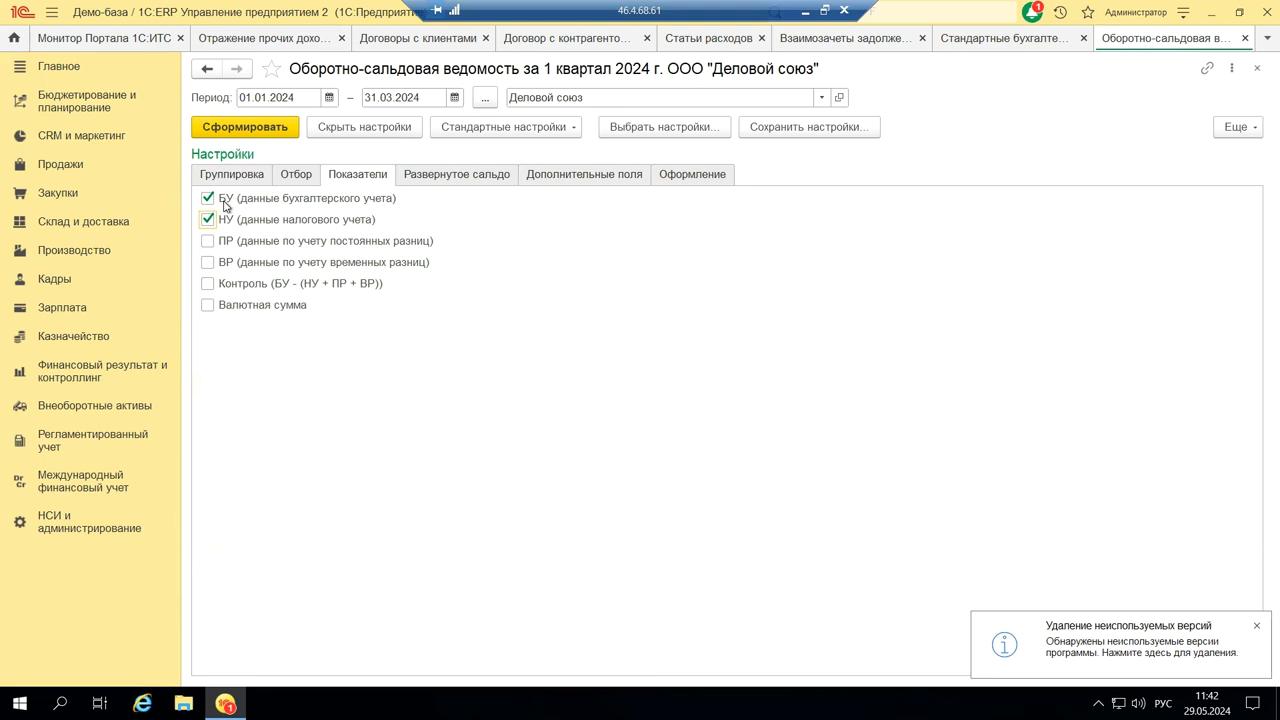 Демо-база / 1С:ERP Управление предприятием 2 (1С:Предприятие
46.4.68.61
1
Администратор
Монитор Портала 1С:ИТС
Отражение прочих дохо...
Договоры с клиентами
Договор с контрагенто...
Статьи расходов
Взаимозачеты задолже...
Стандартные бухгалте...
Оборотно-сальдовая в...
Главное
Бюджетирование и
планирование
CRM и маркетинг
Продажи
Закупки
Склад и доставка
Производство
Кадры
Зарплата
Казначейство
Финансовый результат и
контроллинг
Внеоборотные активы
Регламентированный
учет
Международный
финансовый учет
НСИ и
администрирование
Оборотно-сальдовая ведомость за 1 квартал 2024 г. ООО "Деловой союз"
Период: 01.01.2024 – 31.03.2024 ... Деловой союз
Сформировать Скрыть настройки Стандартные настройки Выбрать настройки... Сохранить настройки... Еще
Настройки
Группировка Отбор Показатели Развернутое сальдо Дополнительные поля Оформление
БУ (данные бухгалтерского учета)
НУ (данные налогового учета)
ПР (данные по учету постоянных разниц)
ВР (данные по учету временных разниц)
Контроль (БУ - (НУ + ПР + ВР))
Валютная сумма
Удаление неиспользуемых версий
Обнаружены неиспользуемые версии
программы. Нажмите здесь для удаления.
1
РУС
11:42
29.05.2024